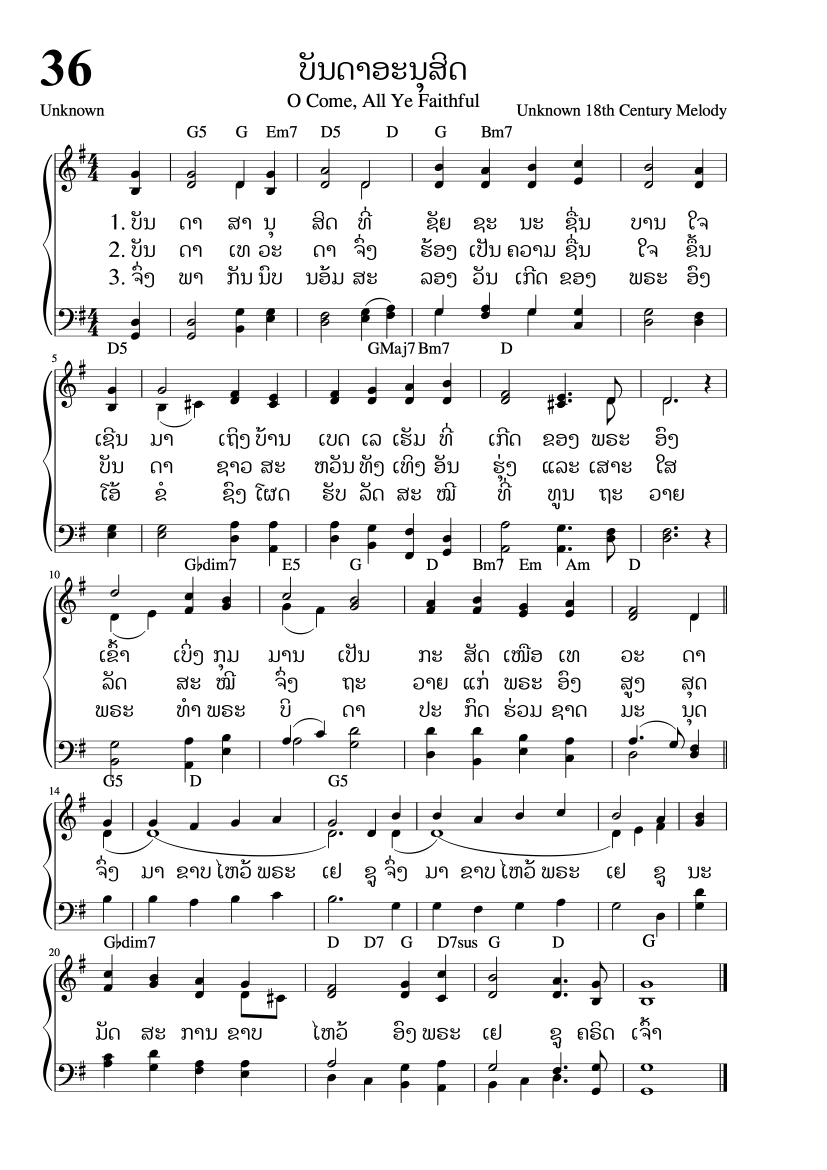 36
ບັນດາອະນຸສິດ
O Come, All Ye Faithful
Unknown
Unknown 18th Century Melody
G5 G Em7 D5 D G Bm7
1. ບັນ ດາ ສາ ນຸ ສິດ ທີ່ ຊັຍ ຊະ ນະ ຊື່ນ ບານ ໃຈ
2. ບັນ ດາ ເທ ວະ ດາ ຈົ່ງ ຮ້ອງ ເປັນ ຄວາມ ຊື່ນ ໃຈ ຂຶ້ນ
3. ຈົ່ງ ພາ ກັນ ນົບ ນອ້ມ ສະ ລອງ ວັນ ເກີດ ຂອງ ພຣະ ອົງ
5 D5 GMaj7 Bm7 D
ເຊີນ ມາ ເຖິງ ບ້ານ ເບດ ເລ ເຮັມ ທີ່ ເກີດ ຂອງ ພຣະ ອົງ
ບັນ ດາ ຊາວ ສະ ຫວັນ ທັງ ເທິງ ອັນ ຮຸ່ງ ແລະ ເສາະ ໃສ
ໂອ້ ຂໍ ຊົງ ໂຜດ ຮັບ ລັດ ສະ ໝີ ທີ່ ທູນ ຖະ ວາຍ
10 G♭dim7 E5 G D Bm7 Em Am D
ເຂົ້າ ເບິ່ງ ກຸມ ມານ ເປັນ ກະ ສັດ ເໜືອ ເທ ວະ ດາ
ລັດ ສະ ໝີ ຈົ່ງ ຖະ ວາຍ ແກ່ ພຣະ ອົງ ສູງ ສຸດ
ພຣະ ທຳ ພຣະ ບິ ດາ ປະ ກົດ ຮ່ວມ ຊາດ ມະ ນຸດ
14 G5 D G5
ຈົ່ງ ມາ ຂາບ ໄຫວ້ ພຣະ ເຢ ຊູ ຈົ່ງ ມາ ຂາບ ໄຫວ້ ພຣະ ເຢ ຊູ ນະ
20 G♭dim7 D D7 G D7sus G D G
ມັດ ສະ ການ ຂາບ ໄຫວ້ ອົງ ພຣະ ເຢ ຊູ ຄຣິດ ເຈົ້າ